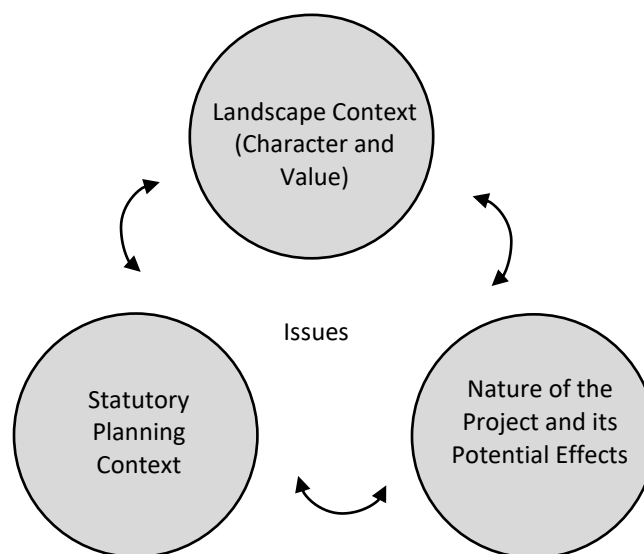 Landscape Context
(Character and
Value)
Issues
Statutory
Planning
Context
Nature of the
Project and its
Potential Effects